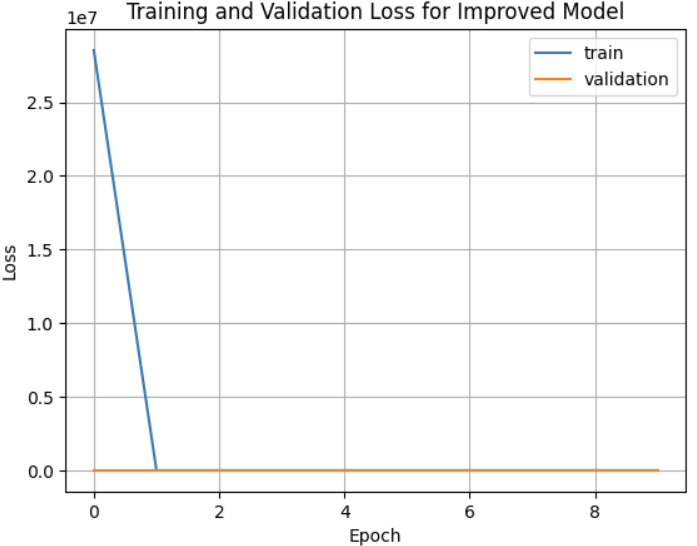 Training and Validation Loss for Improved Model
1e7
train
validation
2.5
2.0
1.5
1.0
0.5
0.0
Loss
0 2 4 6 8
Epoch